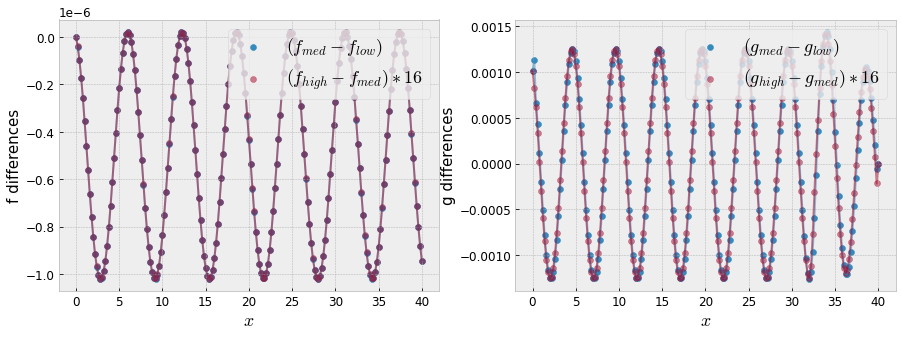 1e−6
0.0
−0.2
−0.4
−0.6
−0.8
−1.0
f differences
0 5 10 15 20 25 30 35 40
x
(f_med − f_low)
(f_high − f_med) * 16
0.0015
0.0010
0.0005
0.0000
−0.0005
−0.0010
g differences
0 5 10 15 20 25 30 35 40
x
(g_med − g_low)
(g_high − g_med) * 16